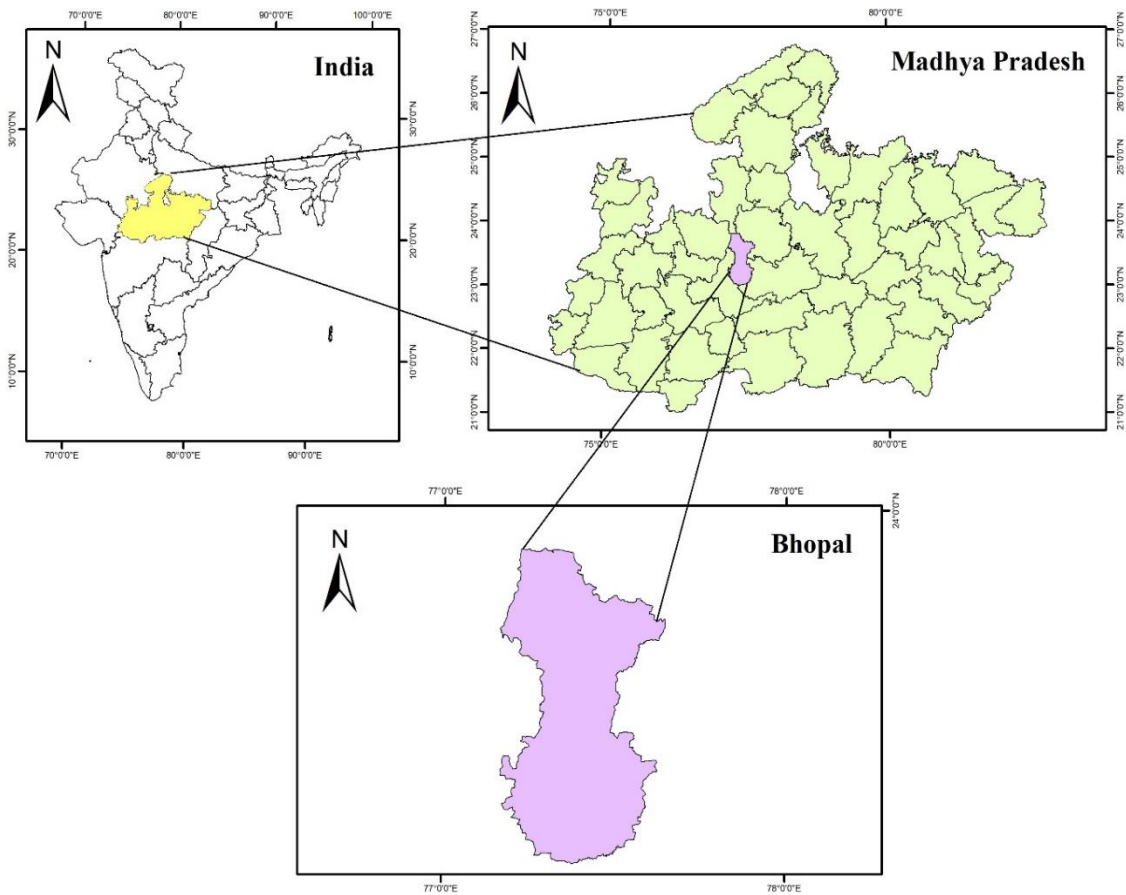 70°0'0"E 80°0'0"E 90°0'0"E 100°0'0"E
N
India
30°0'0"N
20°0'0"N
10°0'0"N
30°0'0"N
20°0'0"N
10°0'0"N
70°0'0"E 80°0'0"E 90°0'0"E
75°0'0"E 80°0'0"E
N
Madhya Pradesh
27°0'0"N
26°0'0"N
25°0'0"N
24°0'0"N
23°0'0"N
22°0'0"N
21°0'0"N
27°0'0"N
26°0'0"N
25°0'0"N
24°0'0"N
23°0'0"N
22°0'0"N
21°0'0"N
75°0'0"E 80°0'0"E
77°0'0"E 78°0'0"E
24°0'0"N
N
Bhopal
77°0'0"E 78°0'0"E